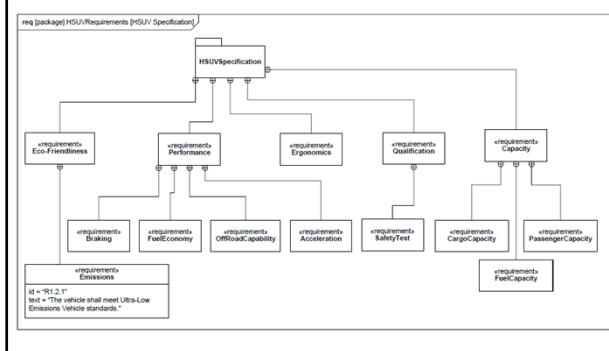 req [package] HSUVRequirements [HSUV Specification]
HSUVSpecification
«requirement»
Eco-Friendliness
«requirement»
Performance
«requirement»
Ergonomics
«requirement»
Qualification
«requirement»
Capacity
«requirement»
Braking
«requirement»
FuelEconomy
«requirement»
OffRoadCapability
«requirement»
Acceleration
«requirement»
SafetyTest
«requirement»
CargoCapacity
«requirement»
PassengerCapacity
«requirement»
FuelCapacity
«requirement»
Emissions
id = "R1.2.1"
text = "The vehicle shall meet Ultra-Low
Emissions Vehicle standards."